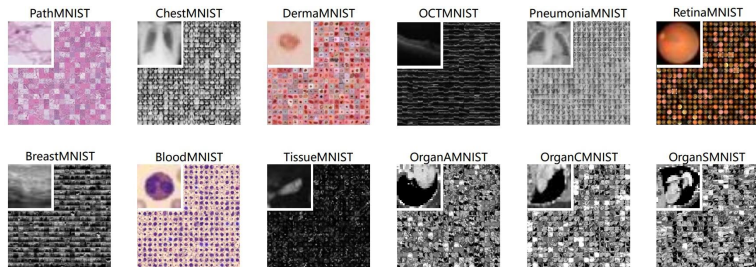 PathMNIST ChestMNIST DermaMNIST OCTMNIST PneumoniaMNIST RetinaMNIST
BreastMNIST BloodMNIST TissueMNIST OrganAMNIST OrganCMNIST OrganSMNIST